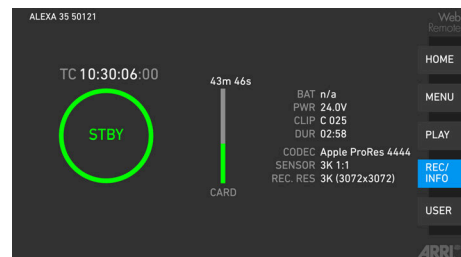 ALEXA 35 50121
Web
Remote
TC 10:30:06:00
STBY
43m 46s
CARD
BAT n/a
PWR 24.0V
CLIP C 025
DUR 02:58
CODEC Apple ProRes 4444
SENSOR 3K 1:1
REC. RES 3K (3072x3072)
HOME
MENU
PLAY
REC/
INFO
USER
ARRI